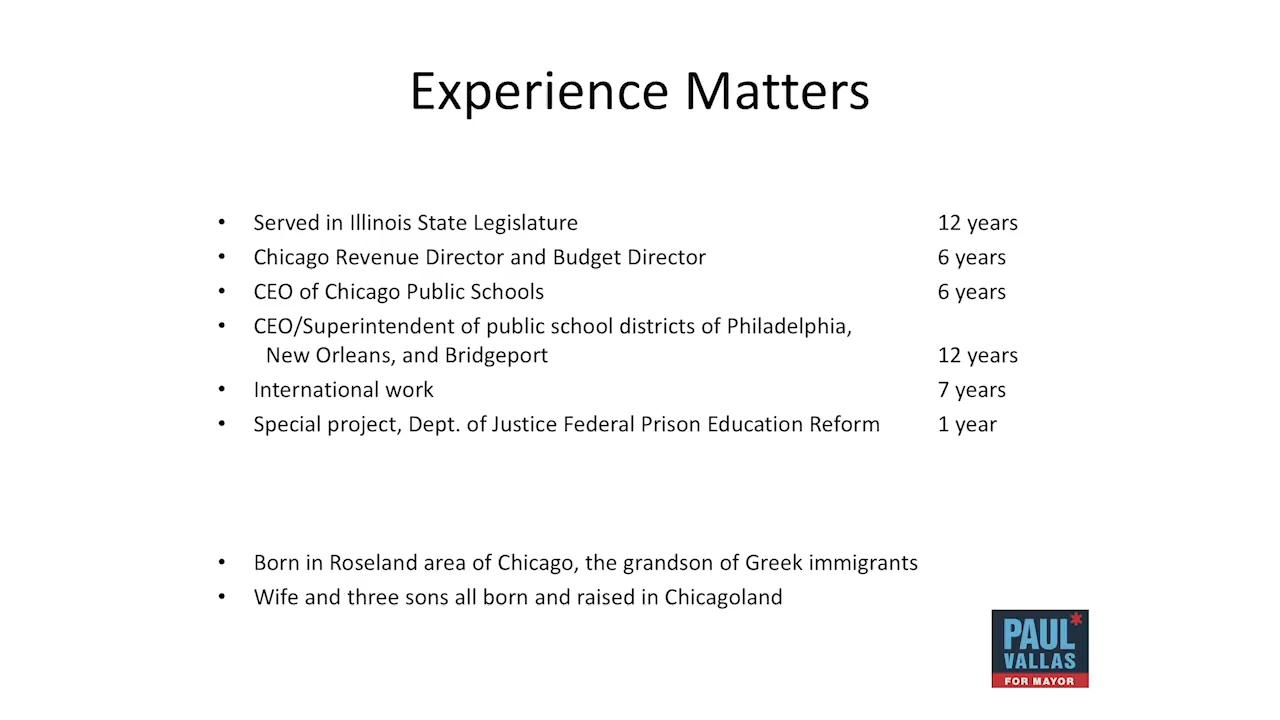 Experience Matters
• Served in Illinois State Legislature 12 years
• Chicago Revenue Director and Budget Director 6 years
• CEO of Chicago Public Schools 6 years
• CEO/Superintendent of public school districts of Philadelphia,
New Orleans, and Bridgeport 12 years
• International work 7 years
• Special project, Dept. of Justice Federal Prison Education Reform 1 year
• Born in Roseland area of Chicago, the grandson of Greek immigrants
• Wife and three sons all born and raised in Chicagoland
PAUL
VALLAS
FOR MAYOR